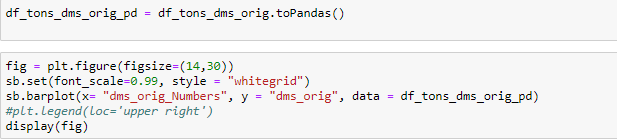 df_tons_dms_orig_pd = df_tons_dms_orig.toPandas()
fig = plt.figure(figsize=(14,30))
sb.set(font_scale=0.99, style = "whitegrid")
sb.barplot(x= "dms_orig_Numbers", y = "dms_orig", data = df_tons_dms_orig_pd)
#plt.legend(loc='upper right')
display(fig)